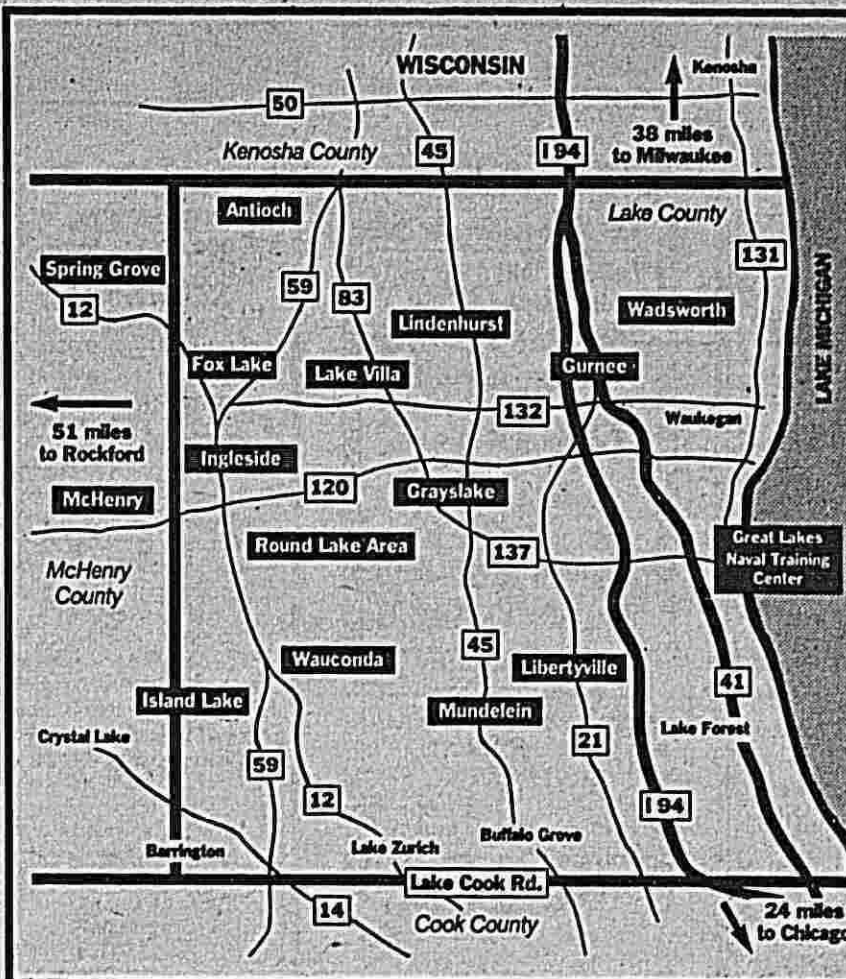 WISCONSIN
Kenosha
50
Kenosha County
45
I 94
38 miles
to Milwaukee
Antioch
Lake County
131
Spring Grove
12
59
83
Lindenhurst
Wadsworth
LAKE MICHIGAN
Fox Lake
Lake Villa
Gurnee
51 miles
to Rockford
132
Waukegan
Ingleside
McHenry
120
Grayslake
Round Lake Area
137
Great Lakes
Naval Training
Center
McHenry
County
45
Wauconda
Libertyville
41
Island Lake
Mundelein
Lake Forest
Crystal Lake
59
21
12
I 94
Barrington
Lake Zurich
Buffalo Grove
Lake Cook Rd.
14
Cook County
24 miles
to Chicago